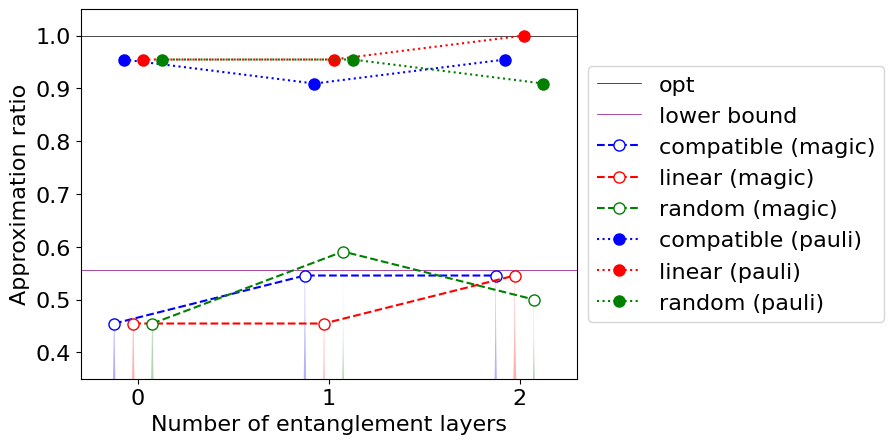 1.0
0.9
0.8
0.7
0.6
0.5
0.4
Approximation ratio
0 1 2
Number of entanglement layers
opt
lower bound
compatible (magic)
linear (magic)
random (magic)
compatible (pauli)
linear (pauli)
random (pauli)